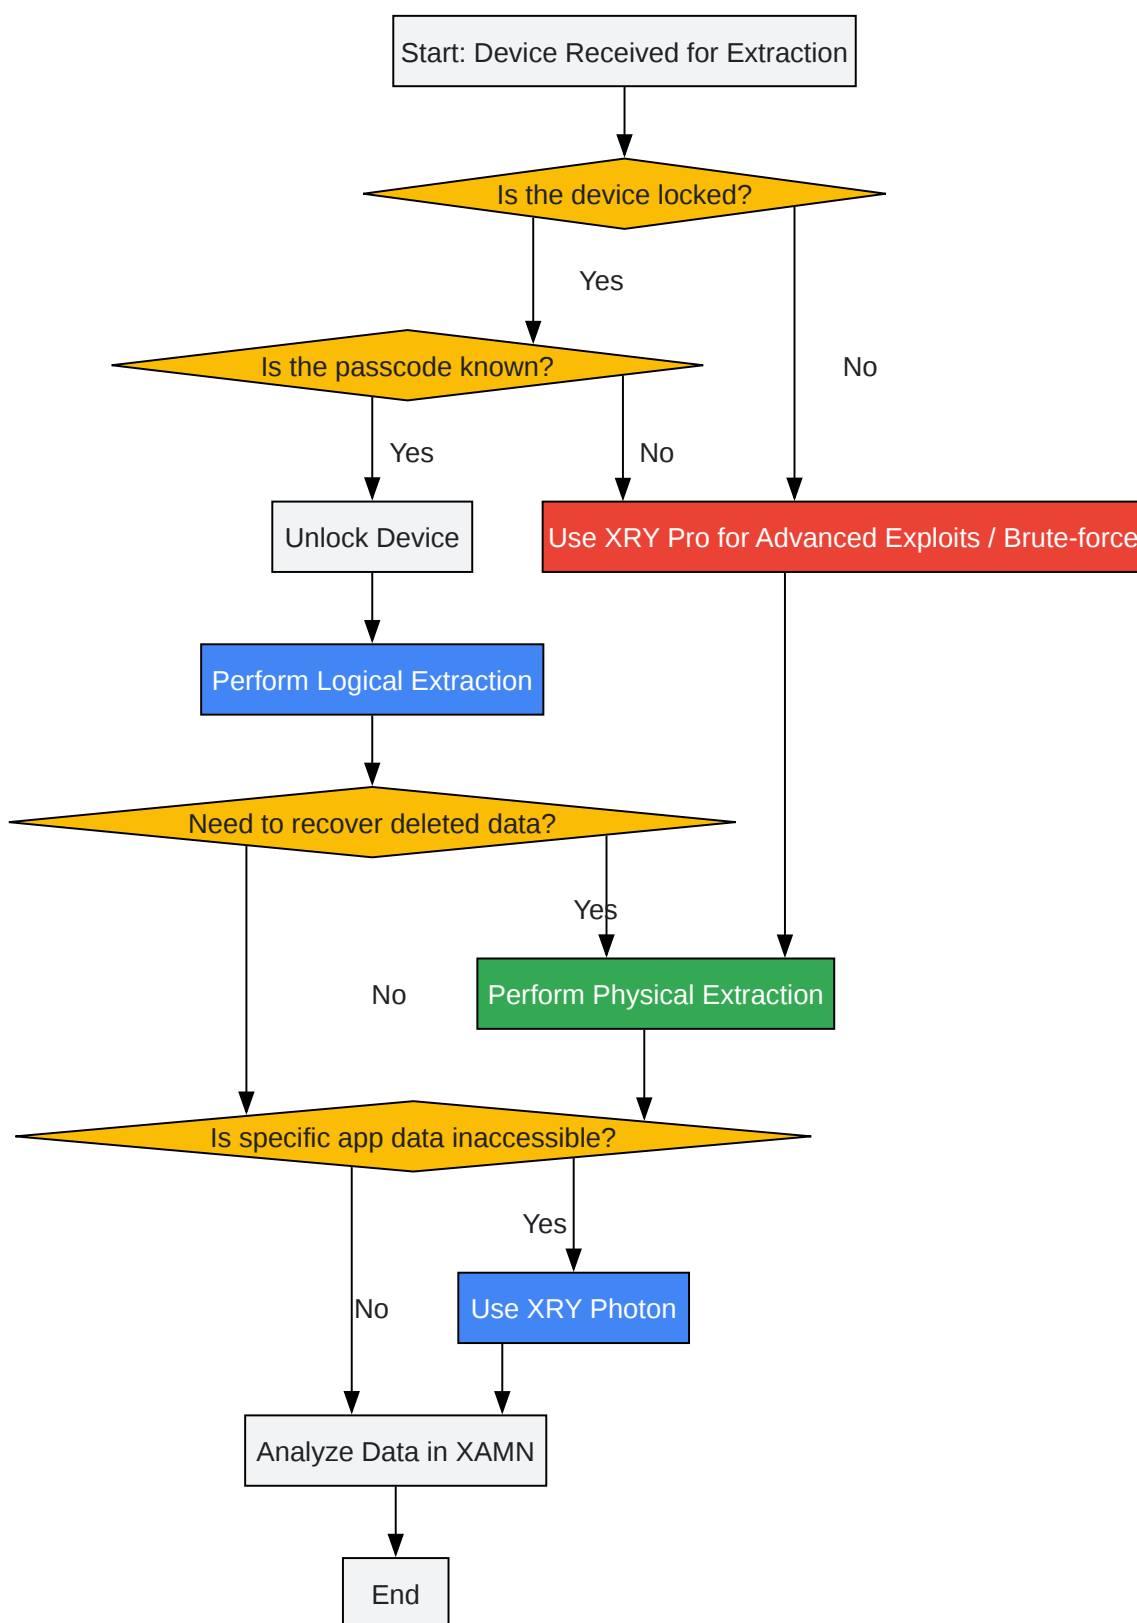 Start: Device Received for Extraction
Is the device locked?
Yes
Is the passcode known?
No
Yes
No
Unlock Device
Use XRY Pro for Advanced Exploits / Brute-force
Perform Logical Extraction
Need to recover deleted data?
Yes
No
Perform Physical Extraction
Is specific app data inaccessible?
Yes
No
Use XRY Photon
Analyze Data in XAMN
End